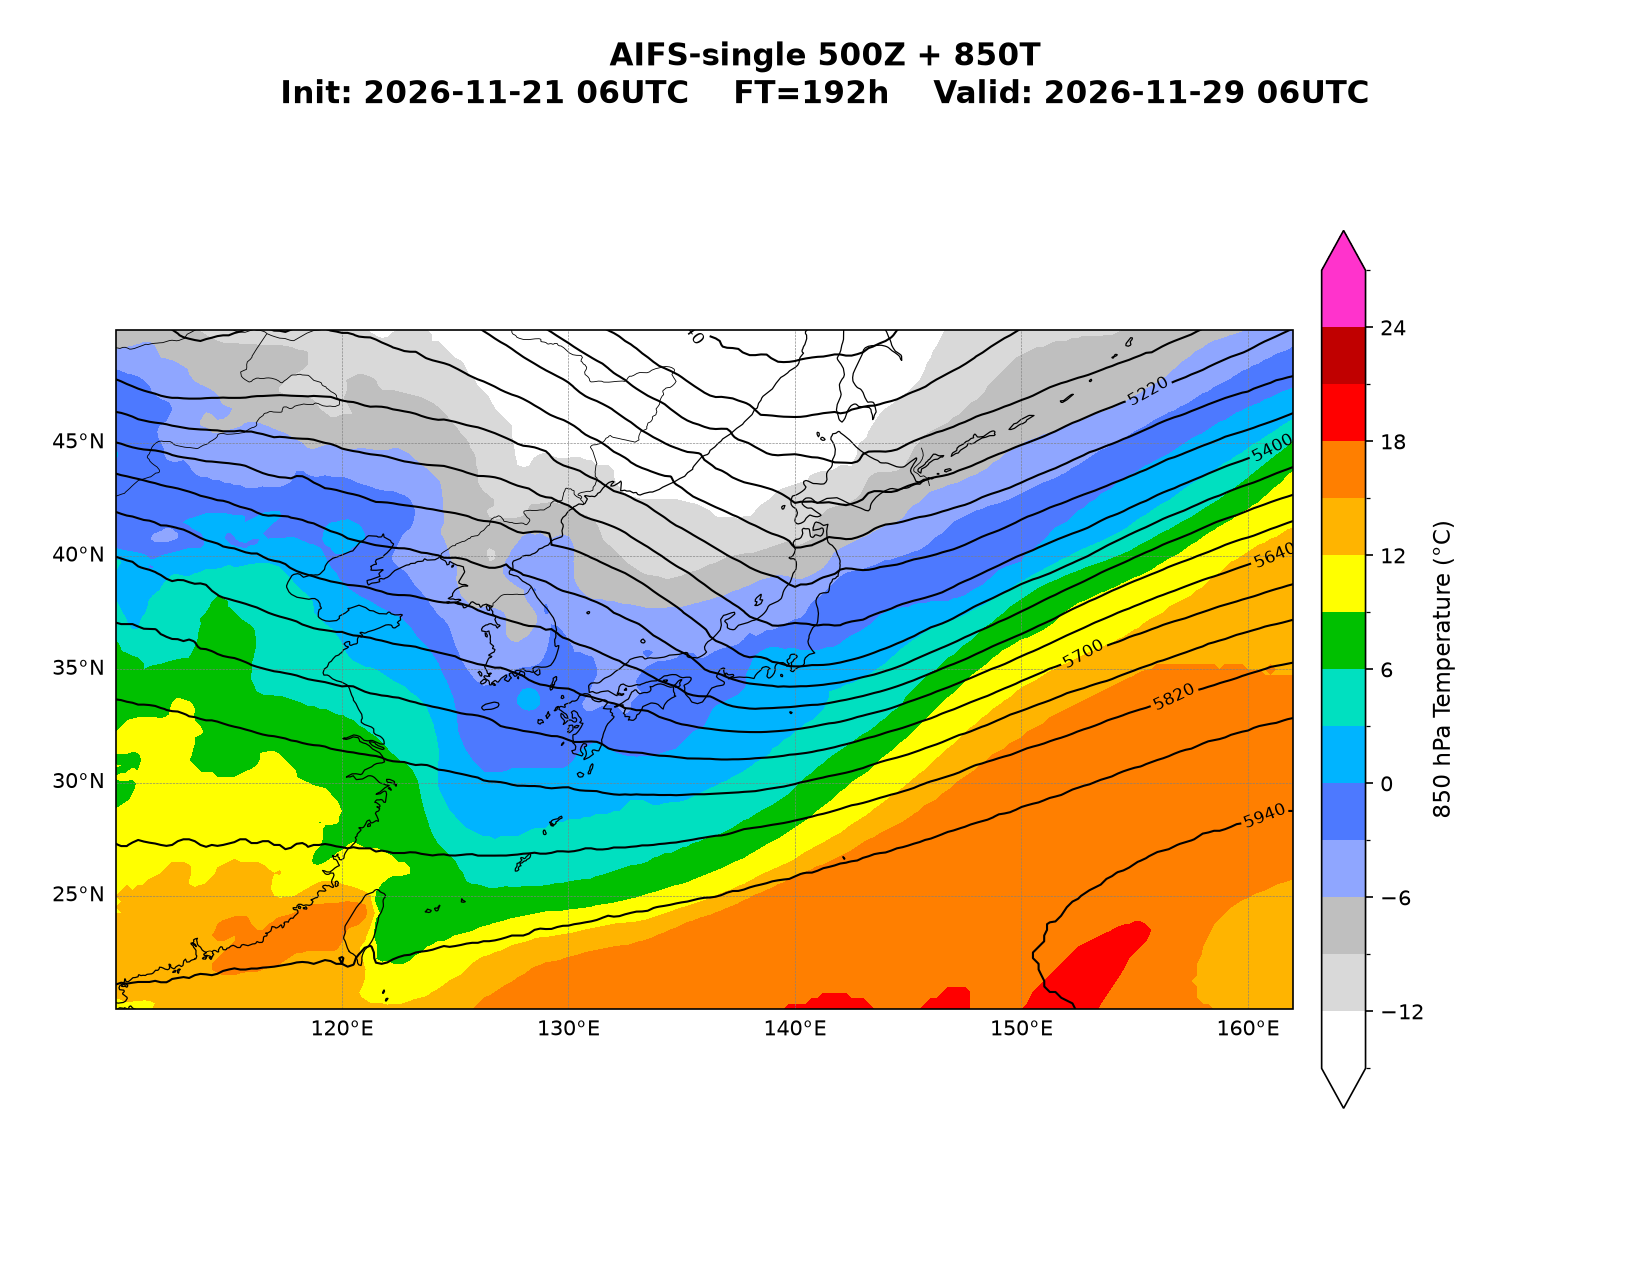 AIFS-single 500Z + 850T
Init: 2026-11-21 06UTC    FT=192h    Valid: 2026-11-29 06UTC
24
18
12
6
0
−6
−12
850 hPa Temperature (°C)
45°N
40°N
35°N
30°N
25°N
5220
5400
5640
5700
5820
5940
120°E
130°E
140°E
150°E
160°E